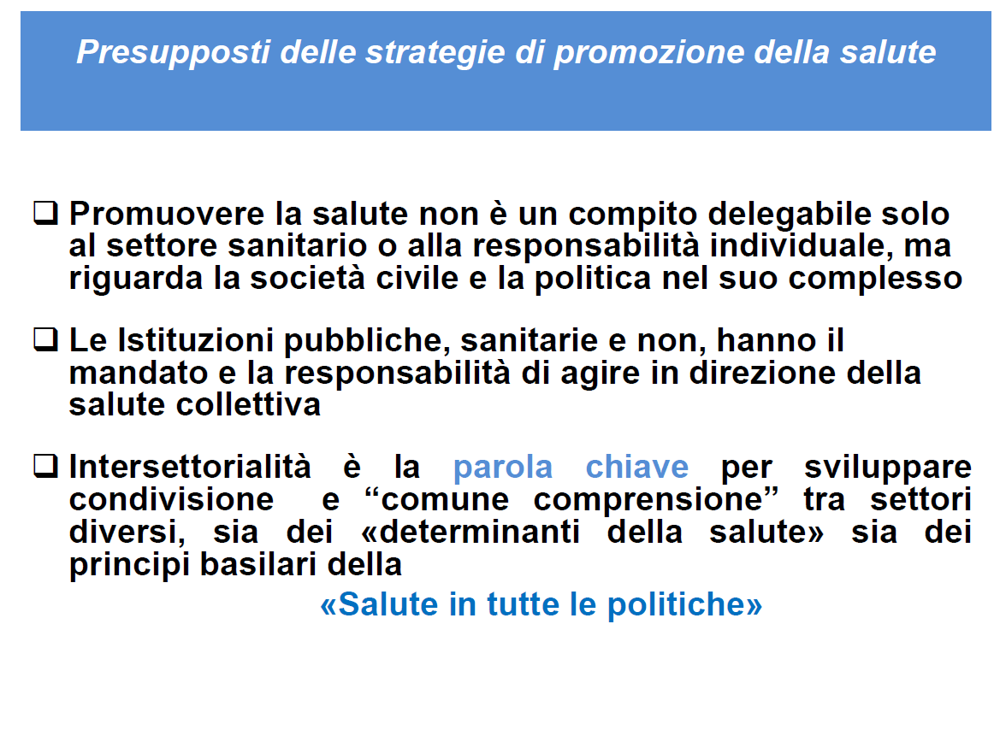 Presupposti delle strategie di promozione della salute
❑ Promuovere la salute non è un compito delegabile solo
al settore sanitario o alla responsabilità individuale, ma
riguarda la società civile e la politica nel suo complesso
❑ Le Istituzioni pubbliche, sanitarie e non, hanno il
mandato e la responsabilità di agire in direzione della
salute collettiva
❑ Intersettorialità è la parola chiave per sviluppare
condivisione e “comune comprensione” tra settori
diversi, sia dei «determinanti della salute» sia dei
principi basilari della
«Salute in tutte le politiche»